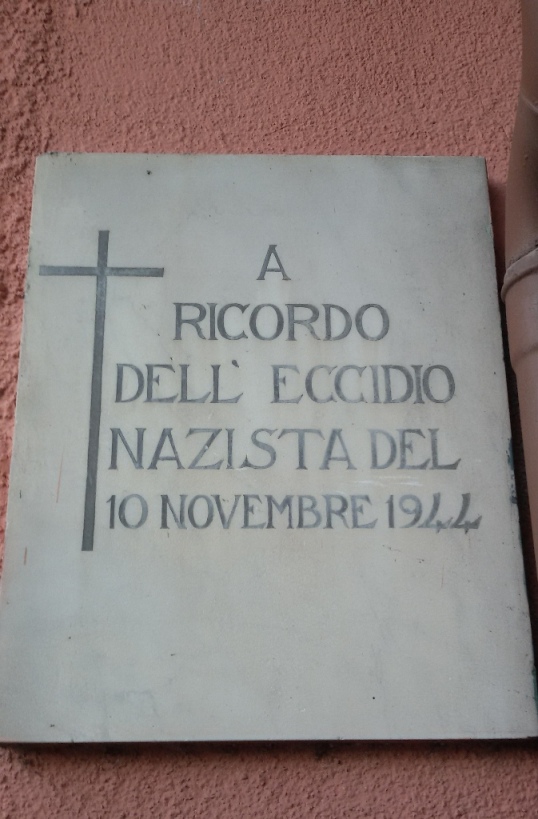 A
RICORDO
DELL' ECCIDIO
NAZISTA DEL
10 NOVEMBRE 1944